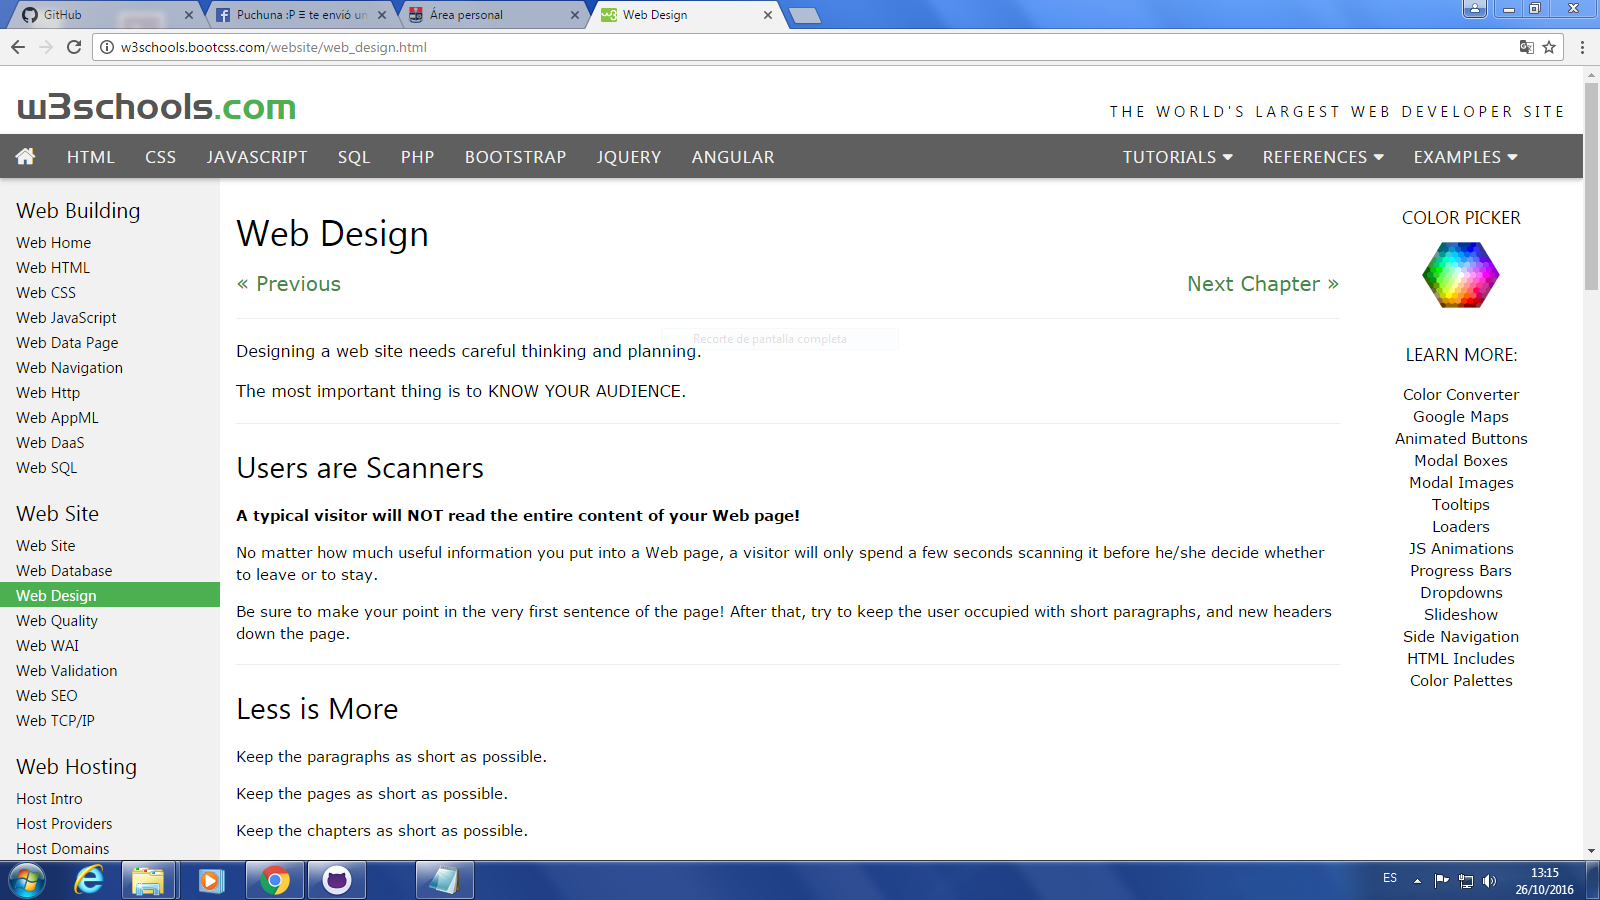 GitHub
Puchuna :P Ξ te envió un
Área personal
Web Design
w3schools.bootcss.com/website/web_design.html
w3schools.com
THE WORLD'S LARGEST WEB DEVELOPER SITE
HTML CSS JAVASCRIPT SQL PHP BOOTSTRAP JQUERY ANGULAR TUTORIALS REFERENCES EXAMPLES
Web Building
Web Home
Web HTML
Web CSS
Web JavaScript
Web Data Page
Web Navigation
Web Http
Web AppML
Web DaaS
Web SQL
Web Site
Web Site
Web Database
Web Design
Web Quality
Web WAI
Web Validation
Web SEO
Web TCP/IP
Web Hosting
Host Intro
Host Providers
Host Domains
Web Design
« Previous
Next Chapter »
Recorte de pantalla completa
Designing a web site needs careful thinking and planning.
The most important thing is to KNOW YOUR AUDIENCE.
Users are Scanners
A typical visitor will NOT read the entire content of your Web page!
No matter how much useful information you put into a Web page, a visitor will only spend a few seconds scanning it before he/she decide whether
to leave or to stay.
Be sure to make your point in the very first sentence of the page! After that, try to keep the user occupied with short paragraphs, and new headers
down the page.
Less is More
Keep the paragraphs as short as possible.
Keep the pages as short as possible.
Keep the chapters as short as possible.
COLOR PICKER
LEARN MORE:
Color Converter
Google Maps
Animated Buttons
Modal Boxes
Modal Images
Tooltips
Loaders
JS Animations
Progress Bars
Dropdowns
Slideshow
Side Navigation
HTML Includes
Color Palettes
ES
13:15
26/10/2016